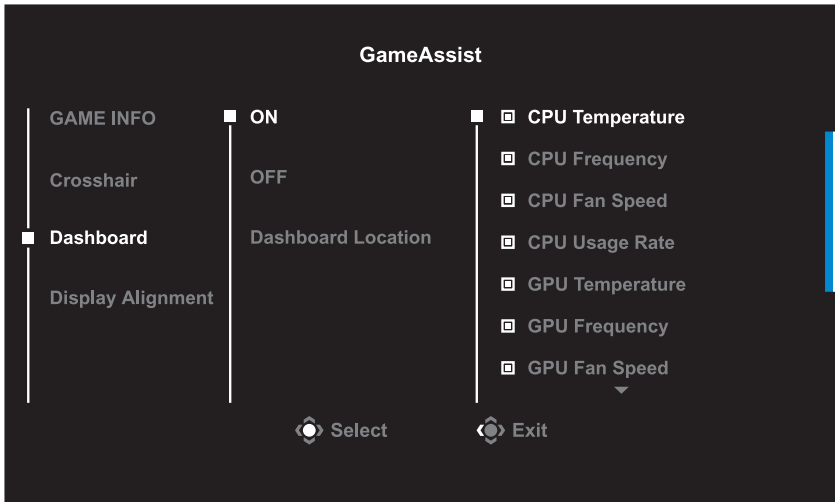 GameAssist
GAME INFO
Crosshair
Dashboard
Display Alignment
ON
OFF
Dashboard Location
CPU Temperature
CPU Frequency
CPU Fan Speed
CPU Usage Rate
GPU Temperature
GPU Frequency
GPU Fan Speed
Select
Exit